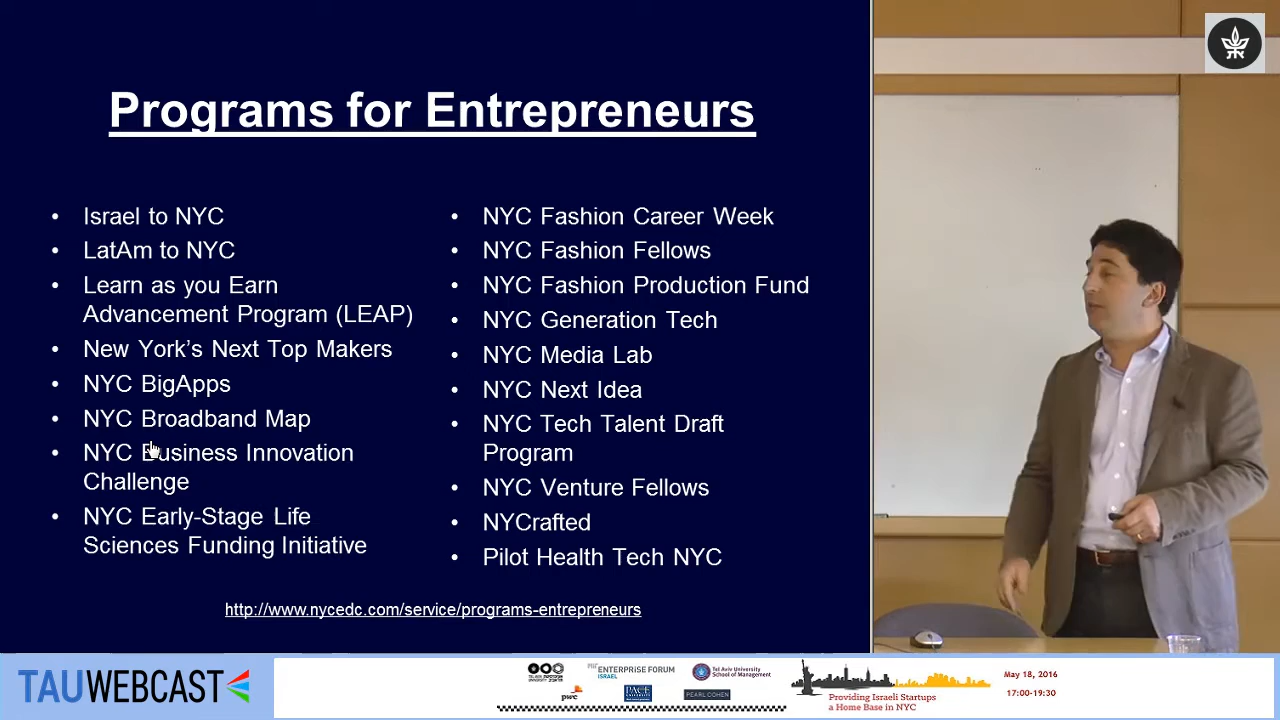 Programs for Entrepreneurs
• Israel to NYC
• LatAm to NYC
• Learn as you Earn
Advancement Program (LEAP)
• New York's Next Top Makers
• NYC BigApps
• NYC Broadband Map
• NYC Business Innovation
Challenge
• NYC Early-Stage Life
Sciences Funding Initiative
• NYC Fashion Career Week
• NYC Fashion Fellows
• NYC Fashion Production Fund
• NYC Generation Tech
• NYC Media Lab
• NYC Next Idea
• NYC Tech Talent Draft
Program
• NYC Venture Fellows
• NYCrafted
• Pilot Health Tech NYC
http://www.nycedc.com/service/programs-entrepreneurs
TAUWEBCAST
MIT ENTERPRISE FORUM
ISRAEL
TEL AVIV UNIVERSITY
School of Management
pwc
PACE
UNIVERSITY
PEARL COHEN
Providing Israeli Startups
a Home Base in NYC
May 18, 2016
17:00-19:30